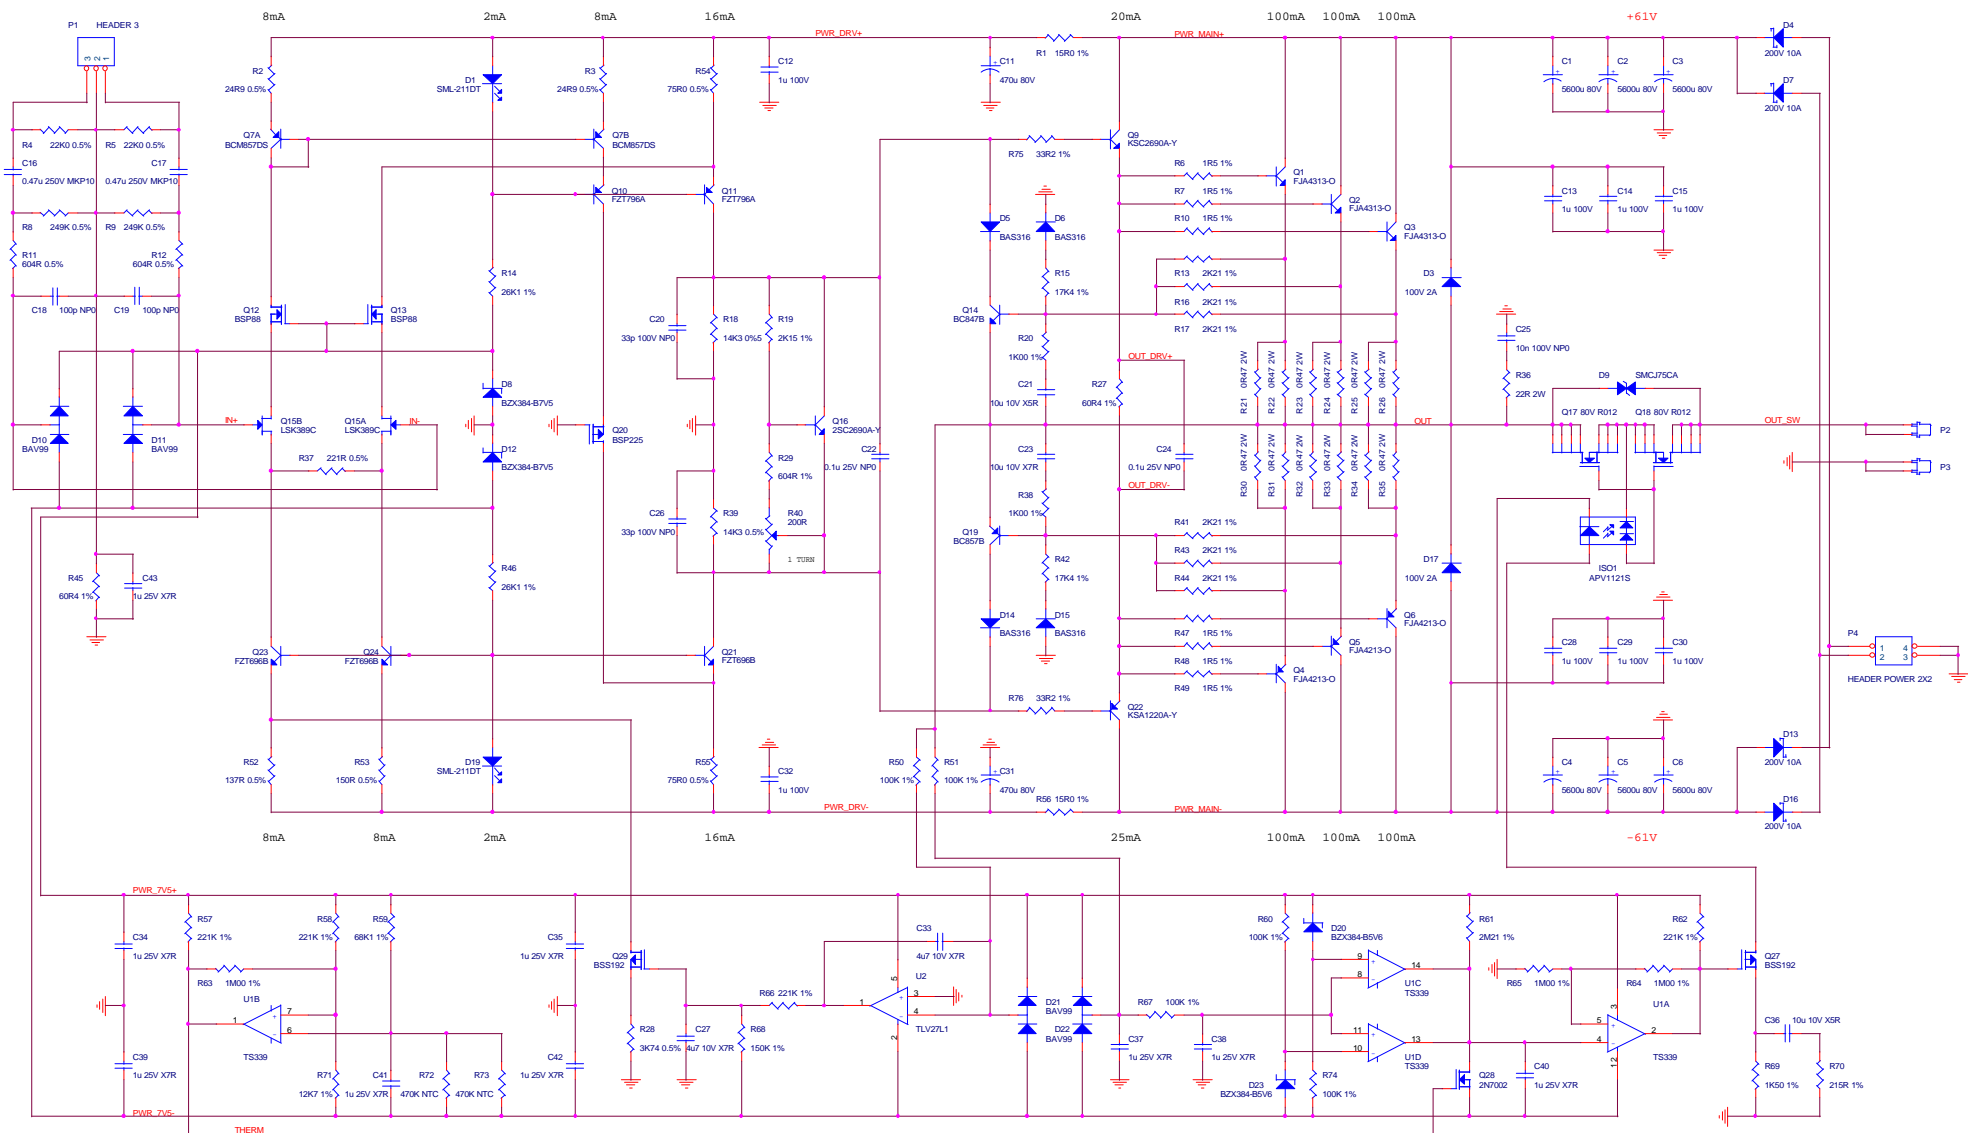 8mA 2mA 8mA 16mA 20mA 100mA 100mA 100mA +61V
P1 HEADER 3
3 2 1
PWR_DRV+
R1 15R0 1%
PWR_MAIN+
D4
200V 10A
D7
200V 10A
R2
24R9 0.5%
D1
SML-211DT
R3
24R9 0.5%
R54
75R0 0.5%
C12
1u 100V
C11
470u 80V
C1
5600u 80V
C2
5600u 80V
C3
5600u 80V
R4 22K0 0.5%
R5 22K0 0.5%
C16
0.47u 250V MKP10
C17
0.47u 250V MKP10
Q7A
BCM857DS
Q7B
BCM857DS
R75 33R2 1%
Q9
KSC2690A-Y
R6 1R5 1%
R7 1R5 1%
R10 1R5 1%
Q1
FJA4313-O
Q2
FJA4313-O
Q3
FJA4313-O
C13
1u 100V
C14
1u 100V
C15
1u 100V
Q10
FZT796A
Q11
FZT796A
R8 249K 0.5%
R9 249K 0.5%
R11
604R 0.5%
R12
604R 0.5%
D5
BAS316
D6
BAS316
R14
26K1 1%
R15
17K4 1%
R13 2K21 1%
R16 2K21 1%
R17 2K21 1%
D3
100V 2A
C18 100p NP0
C19 100p NP0
Q12
BSP88
Q13
BSP88
C20
33p 100V NP0
R18
14K3 0%5
R19
2K15 1%
Q14
BC847B
R20
1K00 1%
C21
10u 10V X5R
OUT_DRV+
R27
60R4 1%
R21 0R47 2W
R22 0R47 2W
R23 0R47 2W
R24 0R47 2W
R25 0R47 2W
R26 0R47 2W
C25
10n 100V NP0
R36
22R 2W
D9 SMCJ75CA
Q17 80V R012
Q18 80V R012
D8
BZX384-B7V5
D10
BAV99
D11
BAV99
IN+
Q15B
LSK389C
Q15A
LSK389C
IN-
R37 221R 0.5%
D12
BZX384-B7V5
Q20
BSP225
Q16
2SC2690A-Y
C22
0.1u 25V NP0
R29
604R 1%
C23
10u 10V X7R
C24
0.1u 25V NP0
OUT_DRV-
OUT
OUT_SW
P2
P3
R30 0R47 2W
R31 0R47 2W
R32 0R47 2W
R33 0R47 2W
R34 0R47 2W
R35 0R47 2W
C26
33p 100V NP0
R39
14K3 0.5%
R40
200R
1 TURN
R38
1K00 1%
Q19
BC857B
R42
17K4 1%
R41 2K21 1%
R43 2K21 1%
R44 2K21 1%
D17
100V 2A
ISO1
APV1121S
R45
60R4 1%
C43
1u 25V X7R
R46
26K1 1%
D14
BAS316
D15
BAS316
R47 1R5 1%
R48 1R5 1%
R49 1R5 1%
Q6
FJA4213-O
Q5
FJA4213-O
Q4
FJA4213-O
C28
1u 100V
C29
1u 100V
C30
1u 100V
P4
1 4
2 3
HEADER POWER 2X2
Q23
FZT696B
Q24
FZT696B
Q21
FZT696B
R76 33R2 1%
Q22
KSA1220A-Y
R52
137R 0.5%
R53
150R 0.5%
D19
SML-211DT
R55
75R0 0.5%
C32
1u 100V
R50
100K 1%
R51
100K 1%
C31
470u 80V
C4
5600u 80V
C5
5600u 80V
C6
5600u 80V
D13
200V 10A
D16
200V 10A
PWR_DRV-
R56 15R0 1%
PWR_MAIN-
8mA 8mA 2mA 16mA 25mA 100mA 100mA 100mA -61V
PWR_7V5+
R57
221K 1%
R58
221K 1%
R59
68K1 1%
C34
1u 25V X7R
C35
1u 25V X7R
Q29
BSS192
C33
4u7 10V X7R
R60
100K 1%
D20
BZX384-B5V6
R61
2M21 1%
R62
221K 1%
Q27
BSS192
R63 1M00 1%
U1B
7
6
1
TS339
R66 221K 1%
U2
5
3
4
1
2
TLV27L1
D21
BAV99
D22
BAV99
R67 100K 1%
9
8
14
U1C
TS339
11
10
13
U1D
TS339
R65 1M00 1%
R64 1M00 1%
U1A
3
5
4
2
12
TS339
C36 10u 10V X5R
R28
3K74 0.5%
C27
4u7 10V X7R
R68
150K 1%
C37
1u 25V X7R
C38
1u 25V X7R
C39
1u 25V X7R
R71
12K7 1%
C41
1u 25V X7R
R72
470K NTC
R73
470K NTC
C42
1u 25V X7R
D23
BZX384-B5V6
R74
100K 1%
Q28
2N7002
C40
1u 25V X7R
R69
1K50 1%
R70
215R 1%
PWR_7V5-
THERM